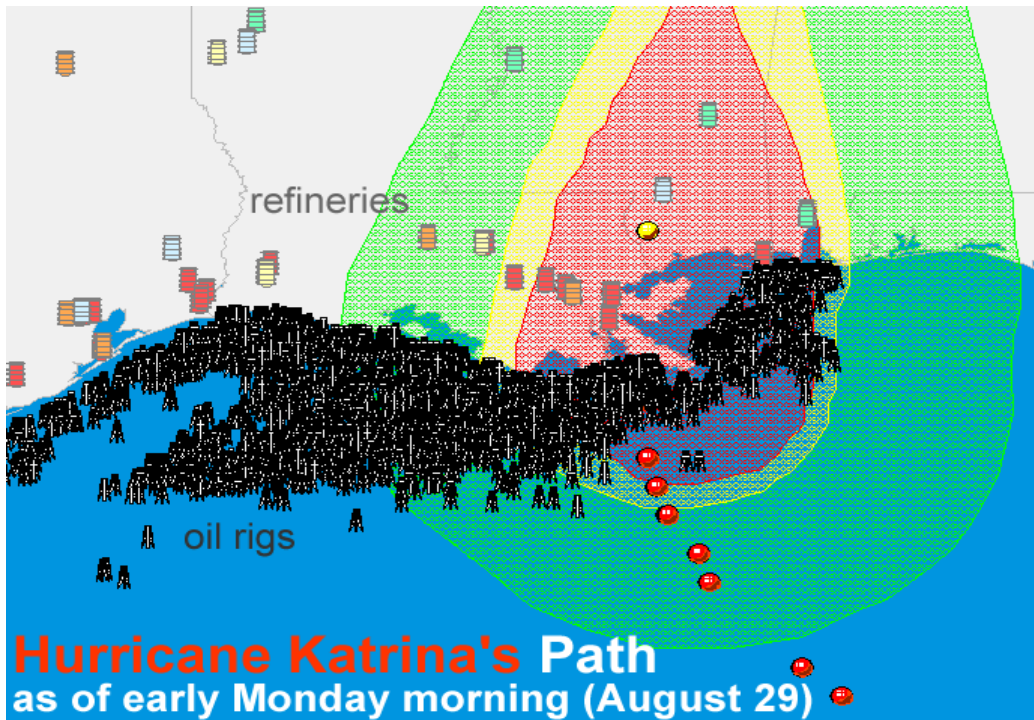 refineries
oil rigs
Hurricane Katrina's Path
as of early Monday morning (August 29)